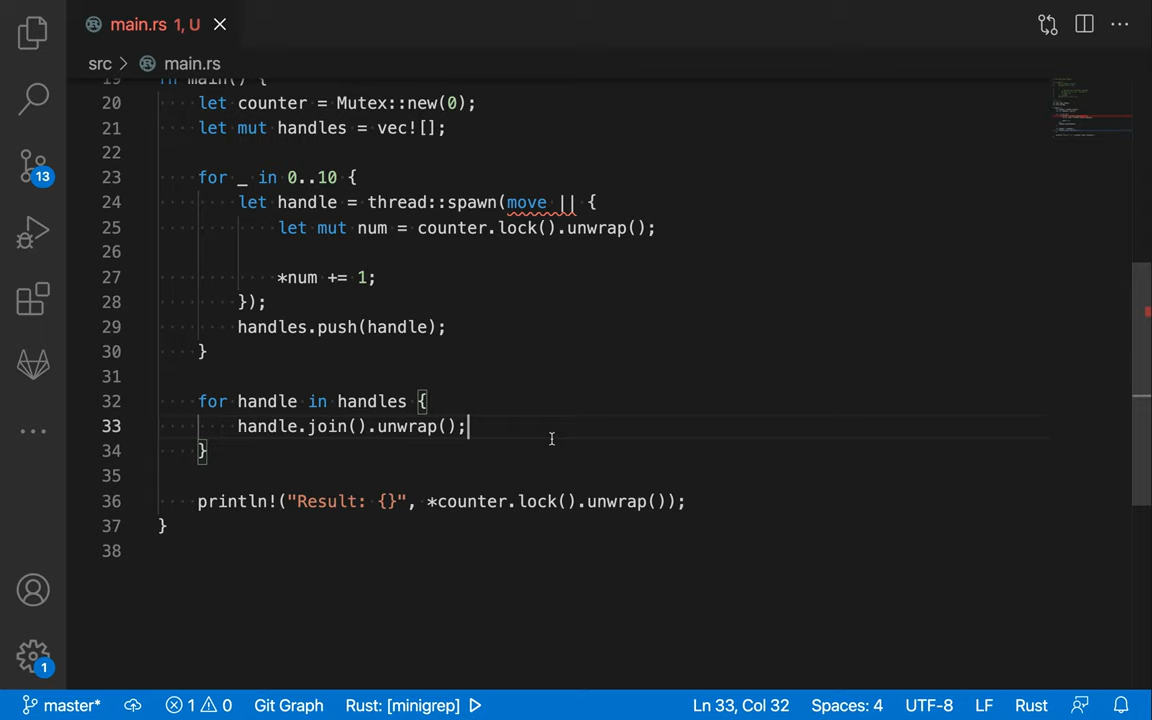 main.rs 1, U
src > main.rs
19 fn main() {
20 let counter = Mutex::new(0);
21 let mut handles = vec![];
22
23 for _ in 0..10 {
24 let handle = thread::spawn(move || {
25 let mut num = counter.lock().unwrap();
26
27 *num += 1;
28 });
29 handles.push(handle);
30 }
31
32 for handle in handles {
33 handle.join().unwrap();
34 }
35
36 println!("Result: {}", *counter.lock().unwrap());
37 }
38
13
1
master* 1 0 Git Graph Rust: [minigrep] Ln 33, Col 32 Spaces: 4 UTF-8 LF Rust